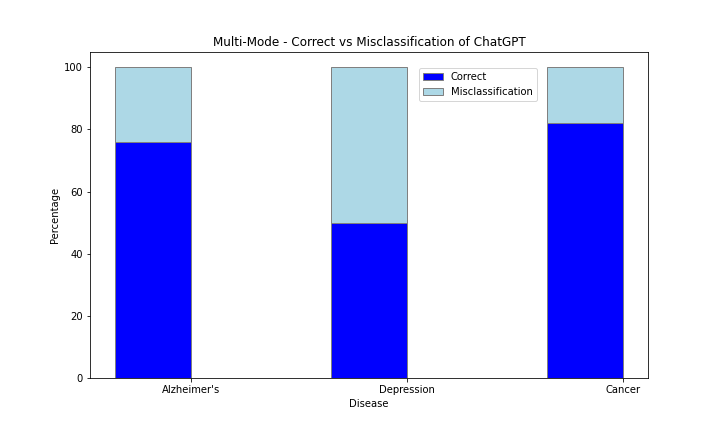 Multi-Mode - Correct vs Misclassification of ChatGPT
100
80
60
40
20
0
Percentage
Correct
Misclassification
Alzheimer's
Depression
Cancer
Disease